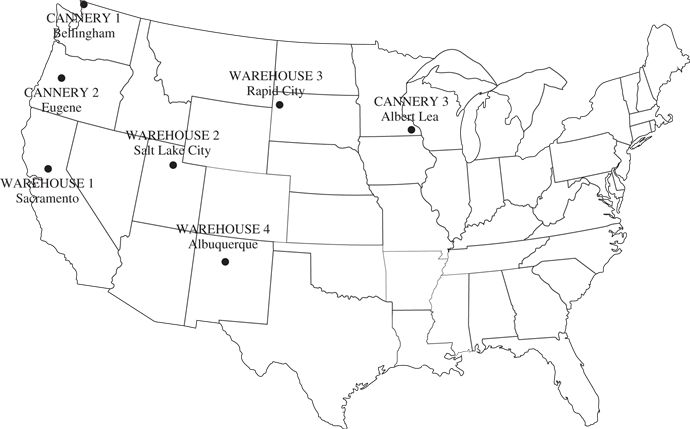 CANNERY 1
Bellingham
WAREHOUSE 3
Rapid City
CANNERY 2
Eugene
CANNERY 3
Albert Lea
WAREHOUSE 2
Salt Lake City
WAREHOUSE 1
Sacramento
WAREHOUSE 4
Albuquerque